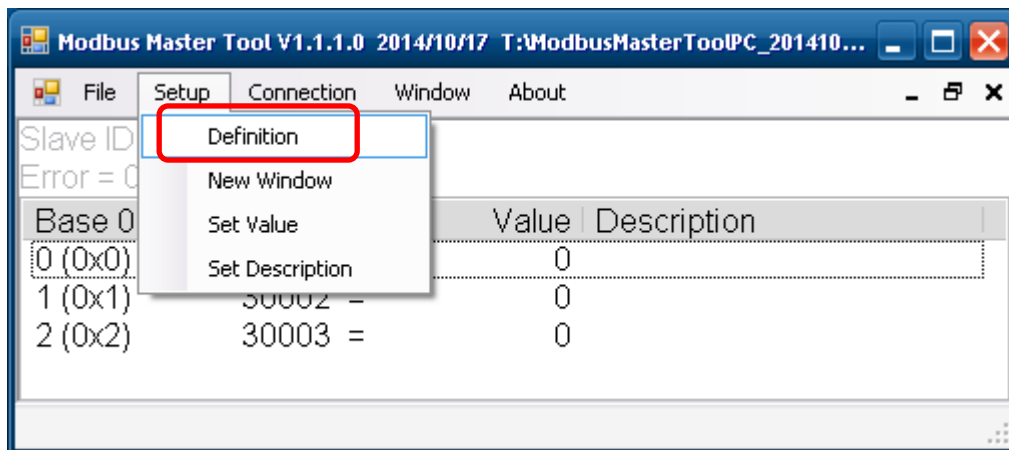 Modbus Master Tool V1.1.1.0 2014/10/17 T:\ModbusMasterToolPC_201410...
File Setup Connection Window About
Slave ID
Definition
Error = 0
New Window
Base 0 Value Description
Set Value
0 (0x0) 0
Set Description
1 (0x1) 30002 = 0
2 (0x2) 30003 = 0